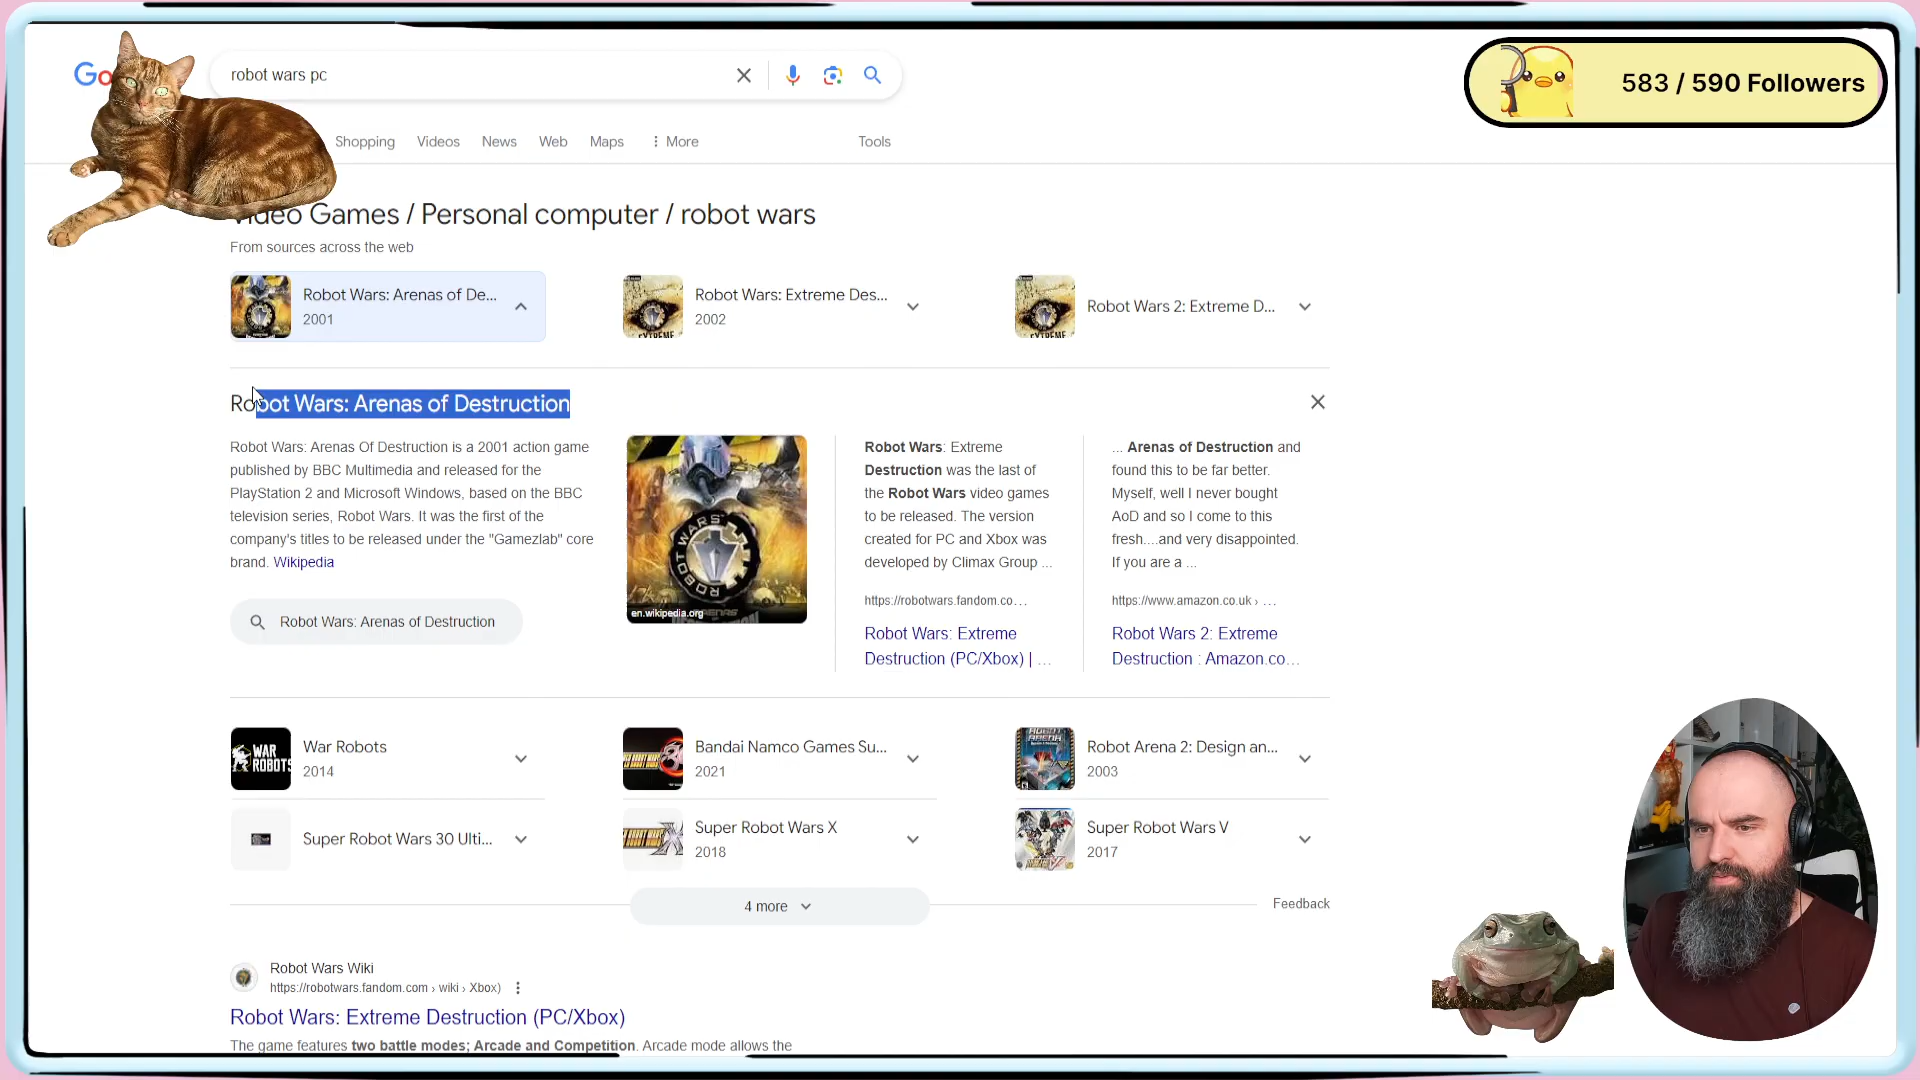 Go
robot wars pc
583 / 590 Followers
Shopping
Videos
News
Web
Maps
More
Tools
Video Games / Personal computer / robot wars
From sources across the web
Robot Wars: Arenas of De...
2001
Robot Wars: Extreme Des...
2002
Robot Wars 2: Extreme D...
Robot Wars: Arenas of Destruction
Robot Wars: Arenas Of Destruction is a 2001 action game
published by BBC Multimedia and released for the
PlayStation 2 and Microsoft Windows, based on the BBC
television series, Robot Wars. It was the first of the
company's titles to be released under the "Gamezlab" core
brand. Wikipedia
Robot Wars: Arenas of Destruction
ROBOT WARS
en.wikipedia.org
Robot Wars: Extreme
Destruction was the last of
the Robot Wars video games
to be released. The version
created for PC and Xbox was
developed by Climax Group ...
https://robotwars.fandom.co...
Robot Wars: Extreme
Destruction (PC/Xbox) | ...
... Arenas of Destruction and
found this to be far better.
Myself, well I never bought
AoD and so I come to this
fresh....and very disappointed.
If you are a ...
https://www.amazon.co.uk › ...
Robot Wars 2: Extreme
Destruction : Amazon.co...
WAR
ROBOTS
War Robots
2014
Bandai Namco Games Su...
2021
Robot Arena 2: Design an...
2003
Super Robot Wars 30 Ulti...
Super Robot Wars X
2018
Super Robot Wars V
2017
4 more
Feedback
Robot Wars Wiki
https://robotwars.fandom.com › wiki › Xbox)
Robot Wars: Extreme Destruction (PC/Xbox)
The game features two battle modes; Arcade and Competition. Arcade mode allows the